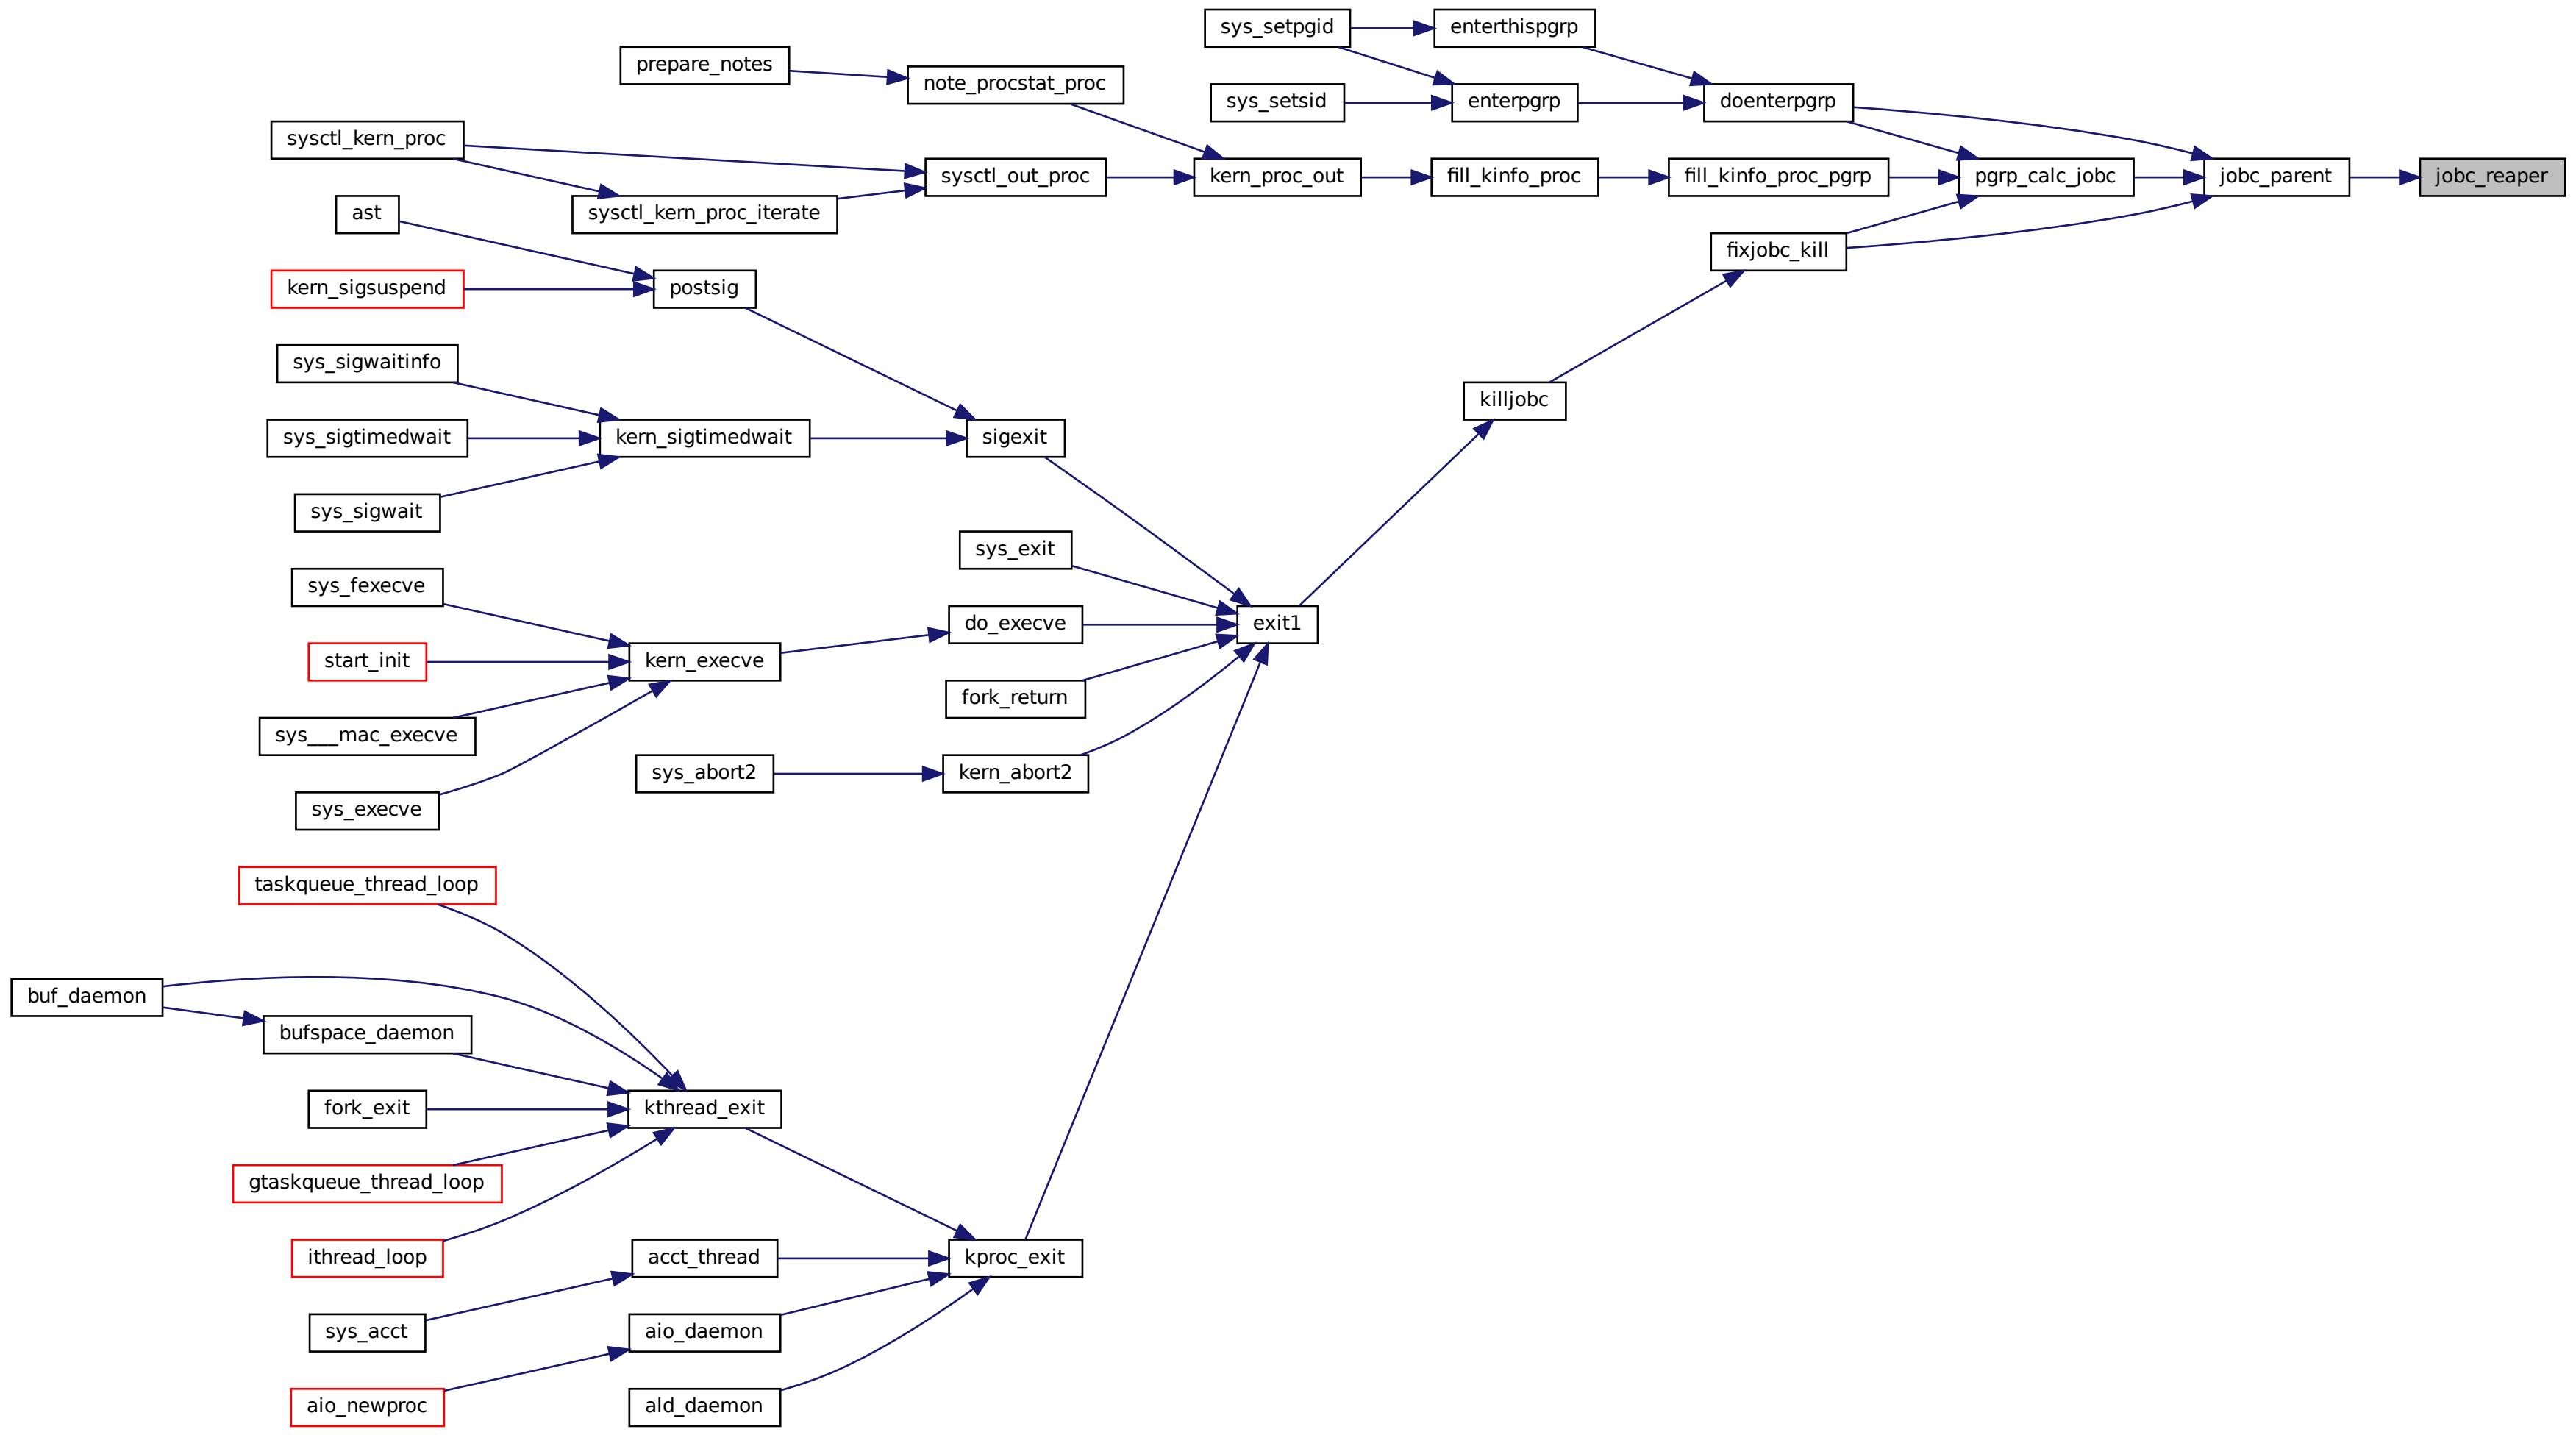 sys_setpgid
enterthispgrp
prepare_notes
note_procstat_proc
sys_setsid
enterpgrp
doenterpgrp
sysctl_kern_proc
sysctl_out_proc
kern_proc_out
fill_kinfo_proc
fill_kinfo_proc_pgrp
pgrp_calc_jobc
jobc_parent
jobc_reaper
ast
sysctl_kern_proc_iterate
fixjobc_kill
kern_sigsuspend
postsig
sys_sigwaitinfo
killjobc
sys_sigtimedwait
kern_sigtimedwait
sigexit
sys_sigwait
sys_exit
sys_fexecve
do_execve
exit1
start_init
kern_execve
fork_return
sys___mac_execve
sys_abort2
kern_abort2
sys_execve
taskqueue_thread_loop
buf_daemon
bufspace_daemon
fork_exit
kthread_exit
gtaskqueue_thread_loop
ithread_loop
acct_thread
kproc_exit
sys_acct
aio_daemon
aio_newproc
ald_daemon